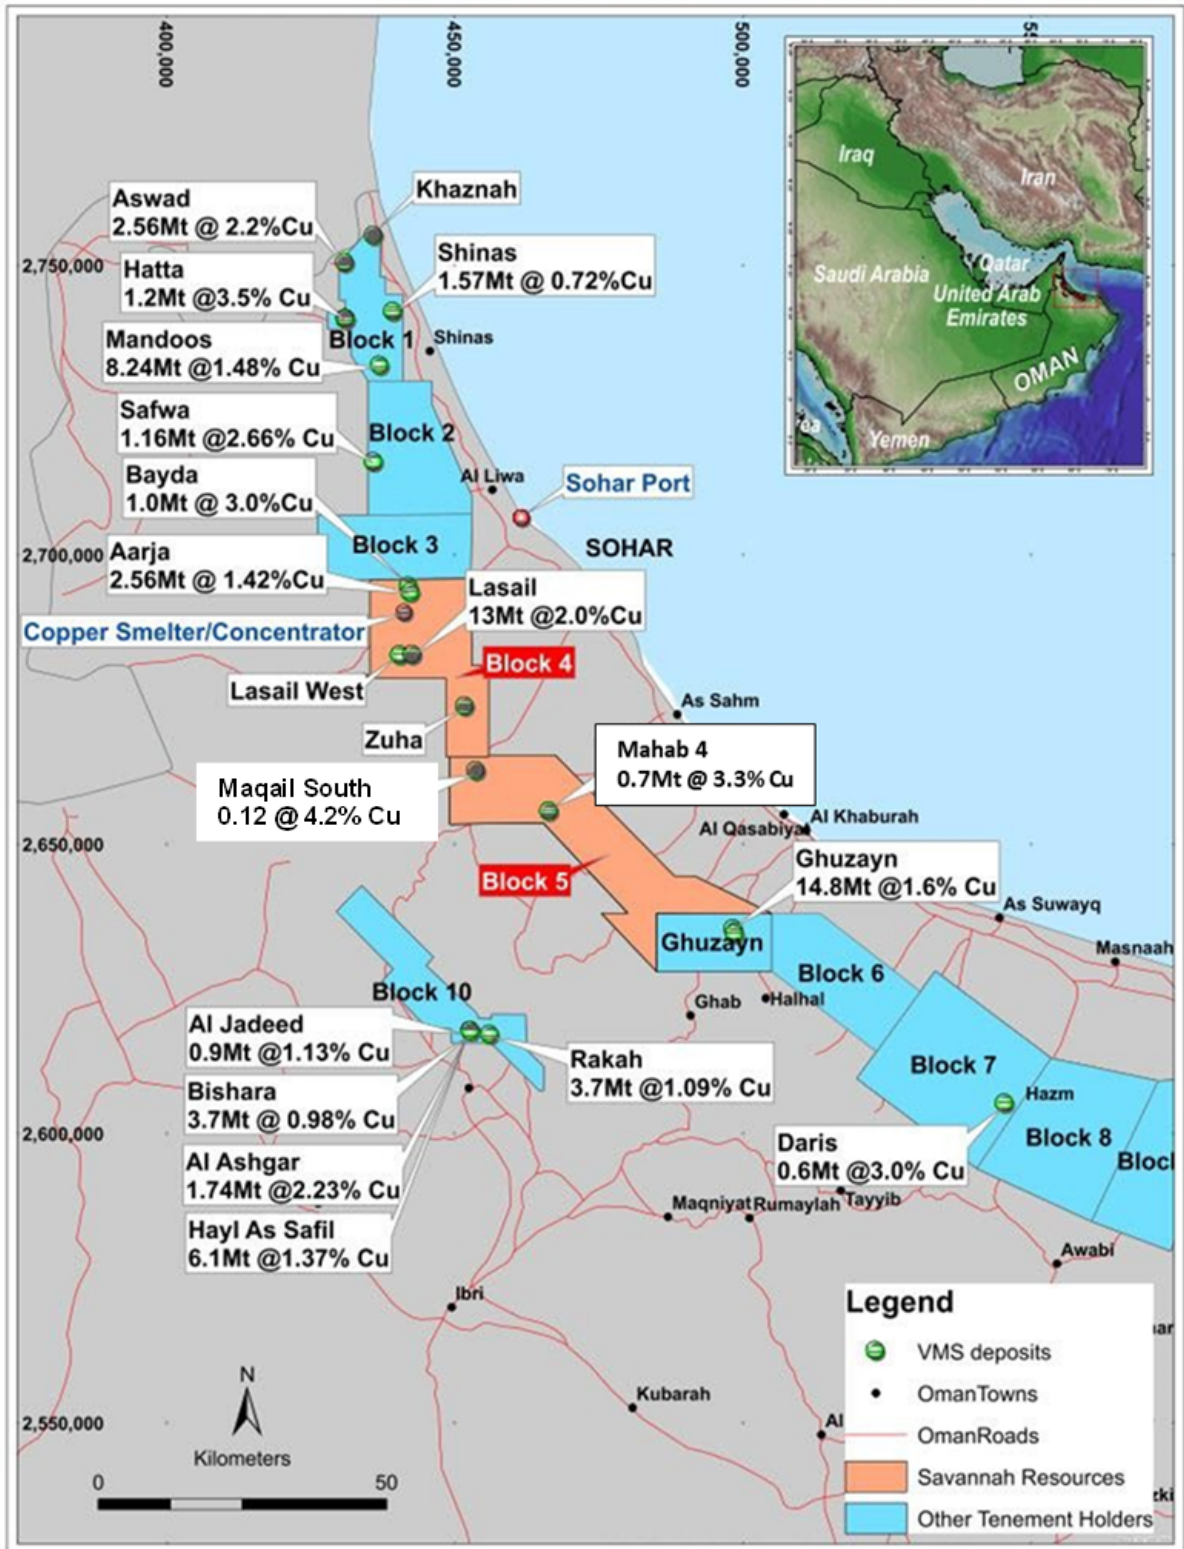 400,000
450,000
500,000
Iraq
Iran
Saudi Arabia
Qatar
United Arab
Emirates
OMAN
Yemen
Aswad
2.56Mt @ 2.2%Cu
Khaznah
2,750,000
Hatta
1.2Mt @3.5% Cu
Shinas
1.57Mt @ 0.72%Cu
Block 1
Shinas
Mandoos
8.24Mt @1.48% Cu
Safwa
1.16Mt @2.66% Cu
Block 2
Bayda
1.0Mt @ 3.0%Cu
Al Liwa
Sohar Port
Block 3
SOHAR
2,700,000
Aarja
2.56Mt @ 1.42%Cu
Lasail
13Mt @2.0%Cu
Copper Smelter/Concentrator
Block 4
Lasail West
As Sahm
Zuha
Mahab 4
0.7Mt @ 3.3% Cu
Maqail South
0.12 @ 4.2% Cu
Al Khaburah
Al Qasabiya
2,650,000
Ghuzayn
14.8Mt @1.6% Cu
Block 5
As Suwayq
Ghuzayn
Masnaah
Block 6
Block 10
Ghab
Halhal
Al Jadeed
0.9Mt @1.13% Cu
Rakah
3.7Mt @1.09% Cu
Block 7
Bishara
3.7Mt @ 0.98% Cu
Hazm
2,600,000
Daris
0.6Mt @3.0% Cu
Block 8
Block
Al Ashgar
1.74Mt @2.23% Cu
Maqniyat
Rumaylah
Tayyib
Hayl As Safil
6.1Mt @1.37% Cu
Awabi
Ibri
Legend
VMS deposits
OmanTowns
OmanRoads
Savannah Resources
Other Tenement Holders
N
Kilometers
0
50
Kubarah
2,550,000
Al